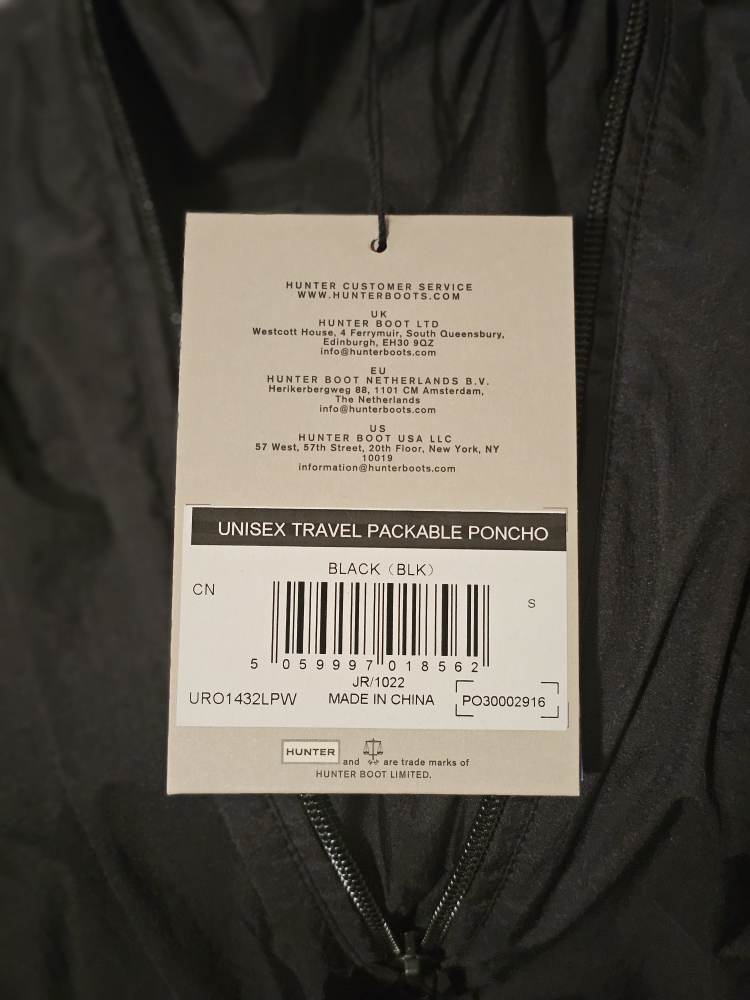 HUNTER CUSTOMER SERVICE
WWW.HUNTERBOOTS.COM
UK
HUNTER BOOT LTD
Westcott House, 4 Ferrymuir, South Queensbury,
Edinburgh, EH30 9QZ
info@hunterboots.com
EU
HUNTER BOOT NETHERLANDS B.V.
Herikerbergweg 88, 1101 CM Amsterdam,
The Netherlands
info@hunterboots.com
US
HUNTER BOOT USA LLC
57 West, 57th Street, 20th Floor, New York, NY
10019
information@hunterboots.com
UNISEX TRAVEL PACKABLE PONCHO
BLACK（BLK）
CN
S
5 059997 018562
JR/1022
URO1432LPW MADE IN CHINA PO30002916
HUNTER and are trade marks of
HUNTER BOOT LIMITED.